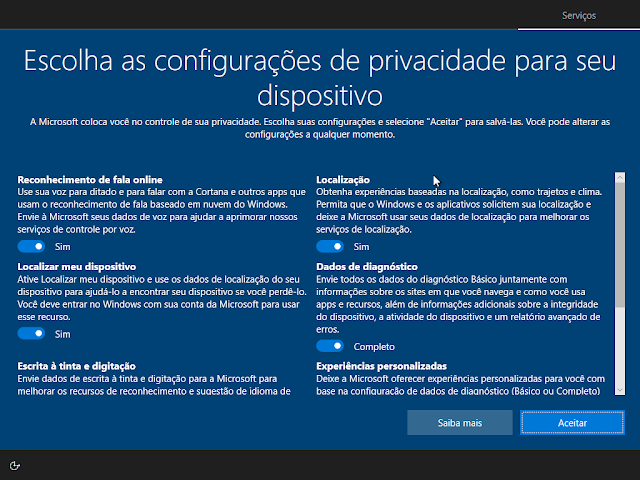 Serviços
Escolha as configurações de privacidade para seu
dispositivo
A Microsoft coloca você no controle de sua privacidade. Escolha suas configurações e selecione "Aceitar" para salvá-las. Você pode alterar as
configurações a qualquer momento.
Reconhecimento de fala online
Use sua voz para ditado e para falar com a Cortana e outros apps que
usam o reconhecimento de fala baseado em nuvem do Windows.
Envie à Microsoft seus dados de voz para ajudar a aprimorar nossos
serviços de controle por voz.
Sim
Localização
Obtenha experiências baseadas na localização, como trajetos e clima.
Permita que o Windows e os aplicativos solicitem sua localização e
deixe a Microsoft usar seus dados de localização para melhorar os
serviços de localização.
Sim
Localizar meu dispositivo
Ative Localizar meu dispositivo e use os dados de localização do seu
dispositivo para ajudá-lo a encontrar seu dispositivo se você perdê-lo.
Você deve entrar no Windows com sua conta da Microsoft para usar
esse recurso.
Sim
Dados de diagnóstico
Envie todos os dados do diagnóstico Básico juntamente com
informações sobre os sites em que você navega e como você usa
apps e recursos, além de informações adicionais sobre a integridade
do dispositivo, a atividade do dispositivo e um relatório avançado de
erros.
Completo
Escrita à tinta e digitação
Envie dados de escrita à tinta e digitação para a Microsoft para
melhorar os recursos de reconhecimento e sugestão de idioma de
Experiências personalizadas
Deixe a Microsoft oferecer experiências personalizadas para você com
base na configuração de dados de diagnóstico (Básico ou Completo)
Saiba mais
Aceitar